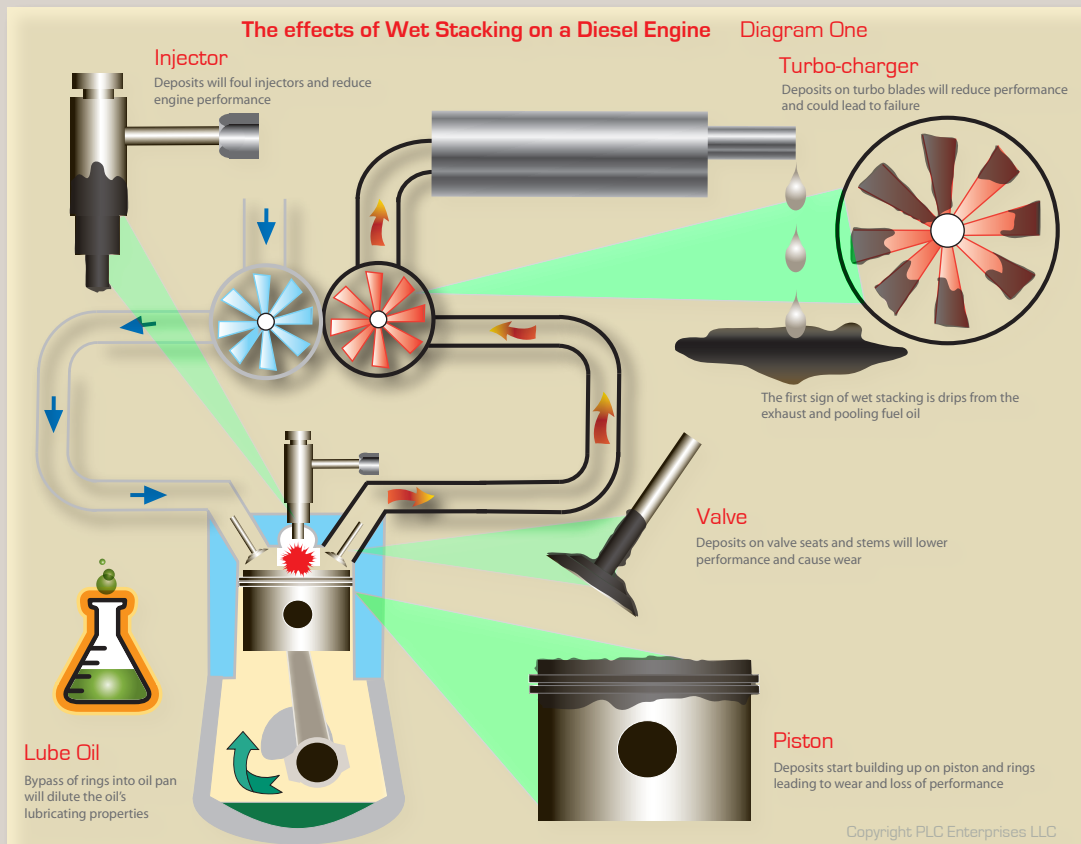 The effects of Wet Stacking on a Diesel Engine Diagram One
Injector
Deposits will foul injectors and reduce
engine performance
Turbo-charger
Deposits on turbo blades will reduce performance
and could lead to failure
The first sign of wet stacking is drips from the
exhaust and pooling fuel oil
Valve
Deposits on valve seats and stems will lower
performance and cause wear
Lube Oil
Bypass of rings into oil pan
will dilute the oil's
lubricating properties
Piston
Deposits start building up on piston and rings
leading to wear and loss of performance
Copyright PLC Enterprises LLC